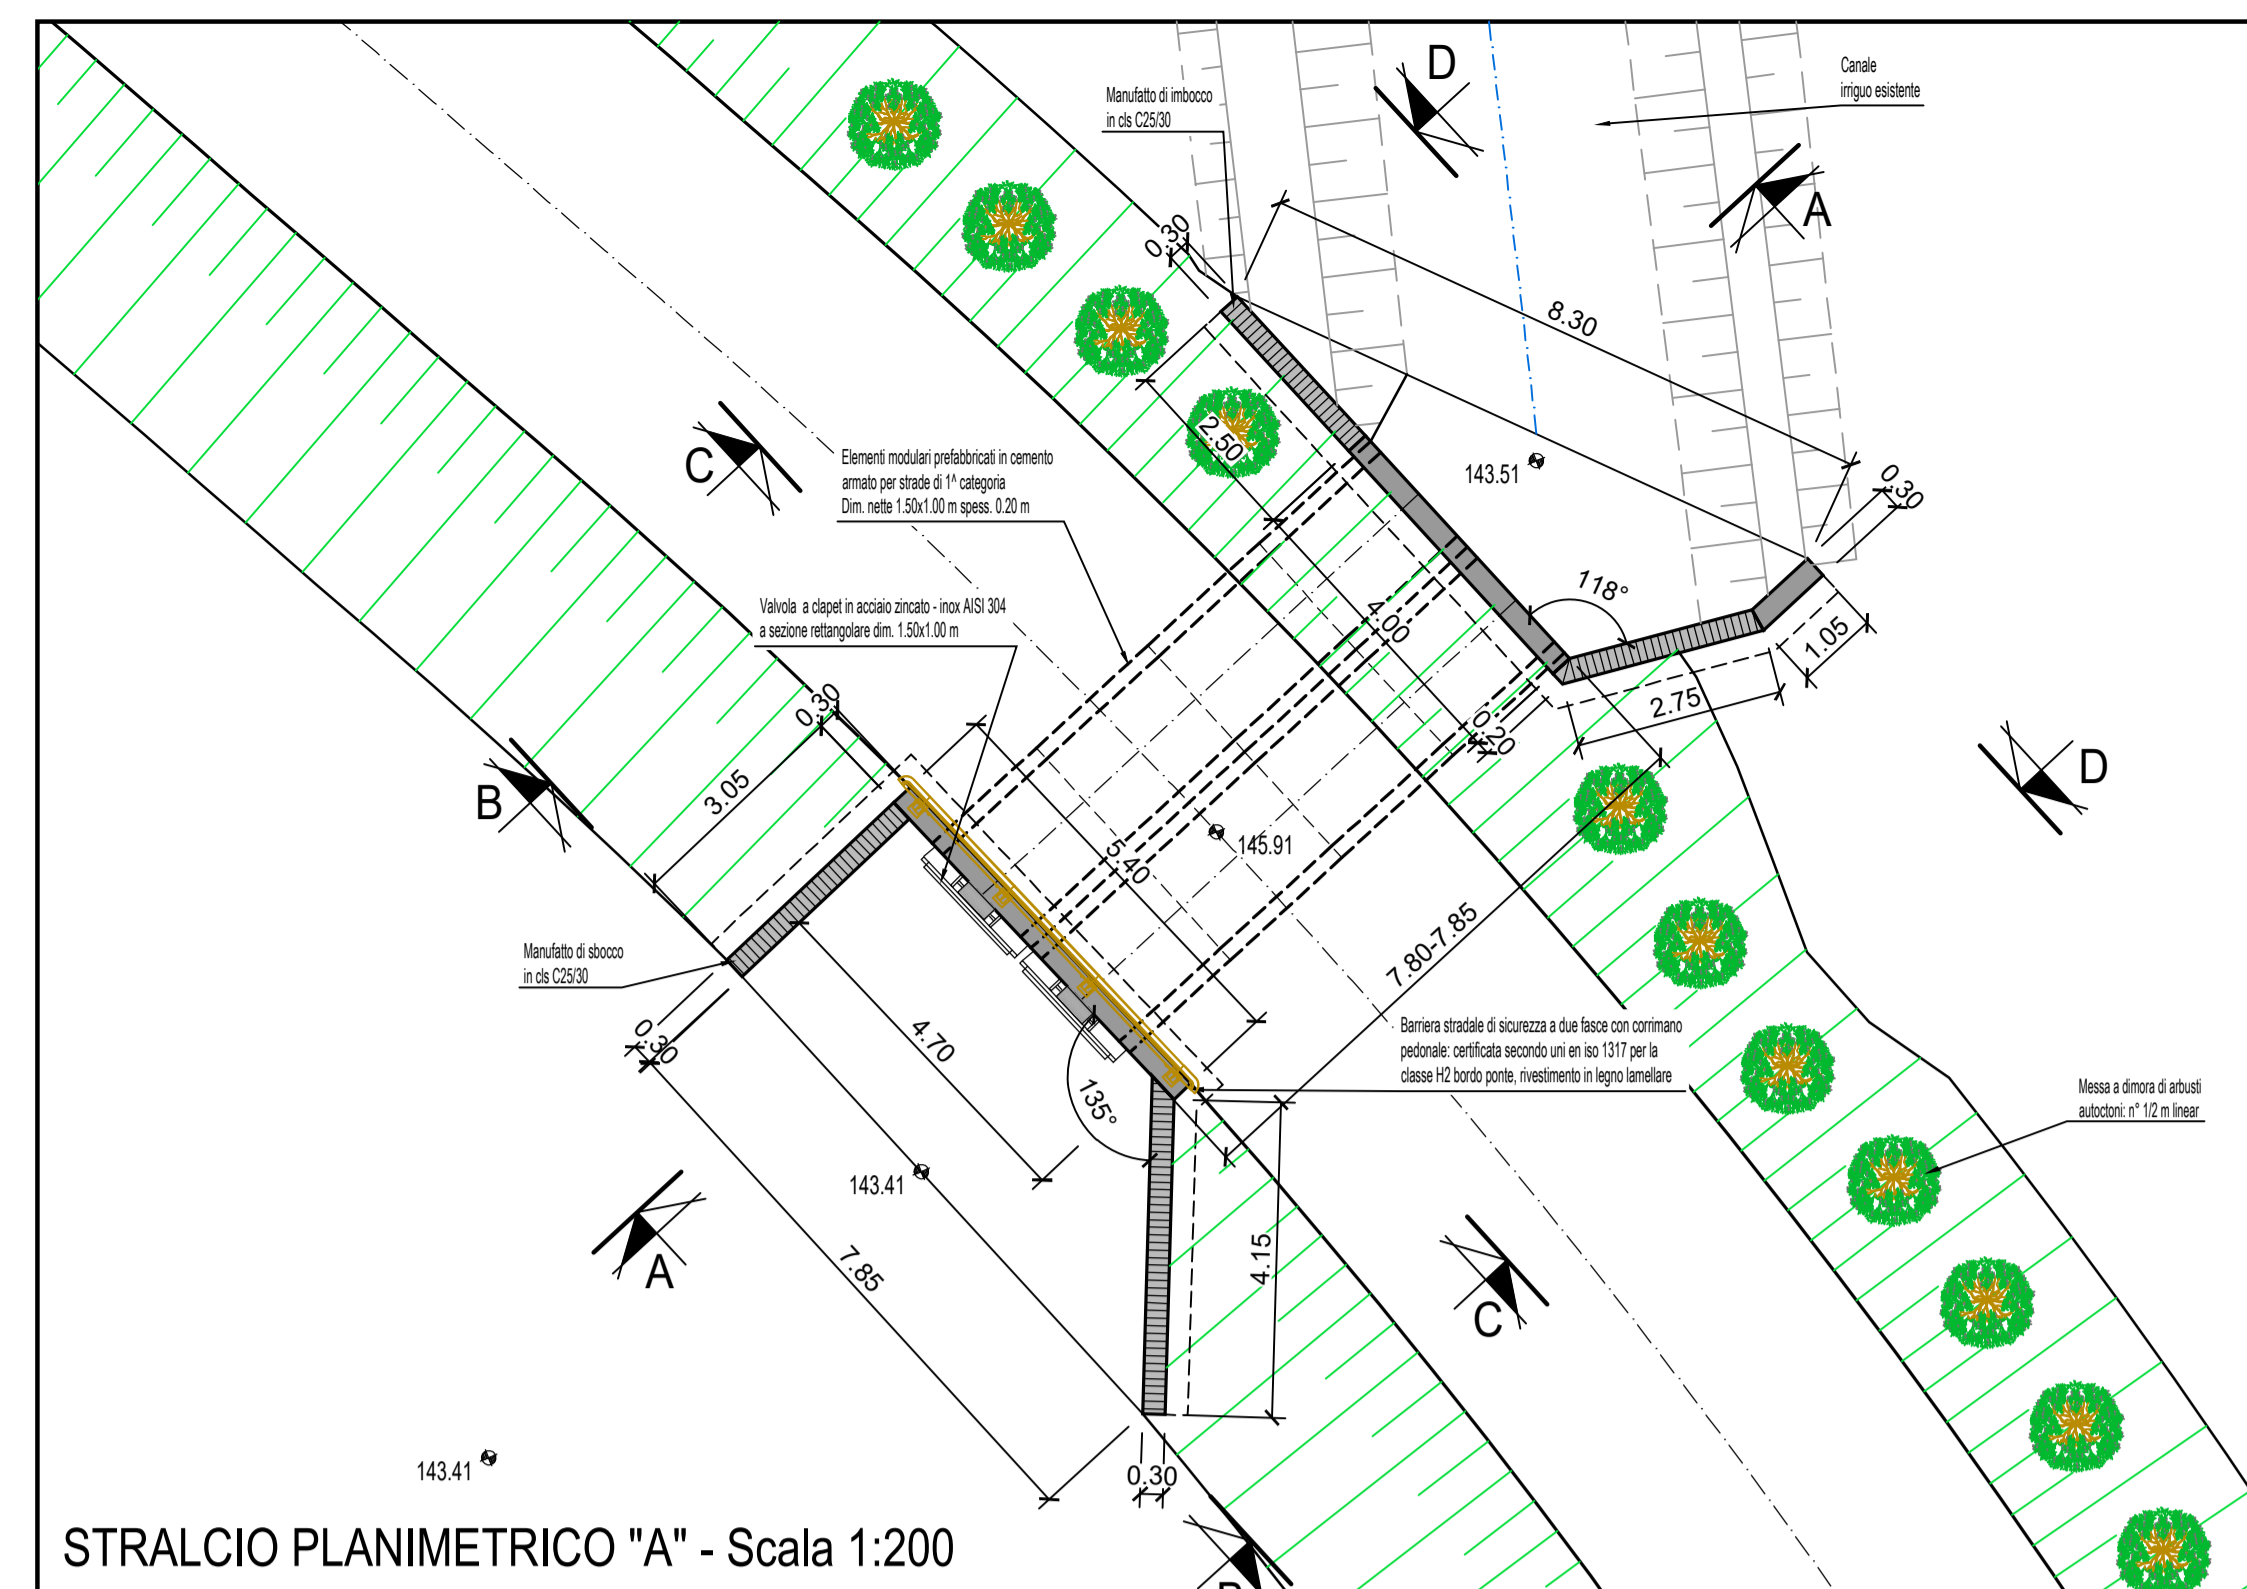 D
Canale
irriguo esistente
Manufatto di imbocco
in cls C25/30
A
0.30
8.30
C
Elementi modulari prefabbricati in cemento
armato per strade di 1^ categoria
Dim. nette 1.50x1.00 m spess. 0.20 m
2.50
143.51
0.30
118°
4.00
Valvola a clapet in acciaio zincato - inox AISI 304
a sezione rettangolare dim. 1.50x1.00 m
1.05
0.30
2.75
0.20
3.05
B
D
145.91
5.40
7.80-7.85
Manufatto di sbocco
in cls C25/30
0.30
4.70
Barriera stradale di sicurezza a due fasce con corrimano
pedonale: certificata secondo uni en iso 1317 per la
classe H2 bordo ponte, rivestimento in legno lamellare
135°
Messa a dimora di arbusti
autoctoni: n° 1/2 m linear
143.41
A
7.85
4.15
C
143.41
0.30
STRALCIO PLANIMETRICO "A" - Scala 1:200